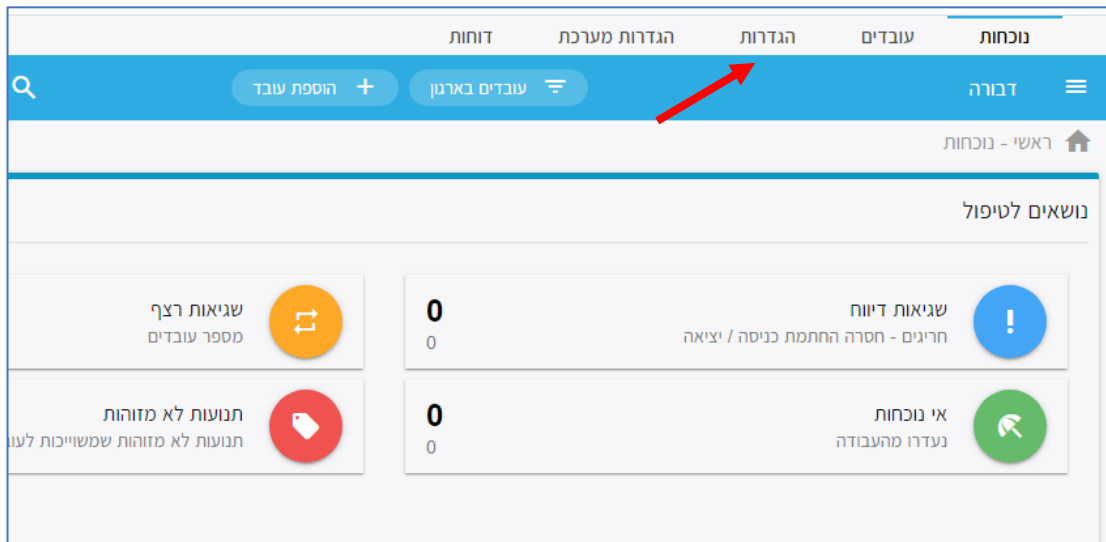 נוכחות עובדים הגדרות הגדרות מערכת דוחות
דבורה עובדים בארגון הוספת עובד
ראשי - נוכחות
נושאים לטיפול
שגיאות דיווח
חריגים - חסרה החתמת כניסה / יציאה
0
0
שגיאות רצף
מספר עובדים
אי נוכחות
נעדרו מהעבודה
0
0
תנועות לא מזוהות
תנועות לא מזוהות שמשוייכות